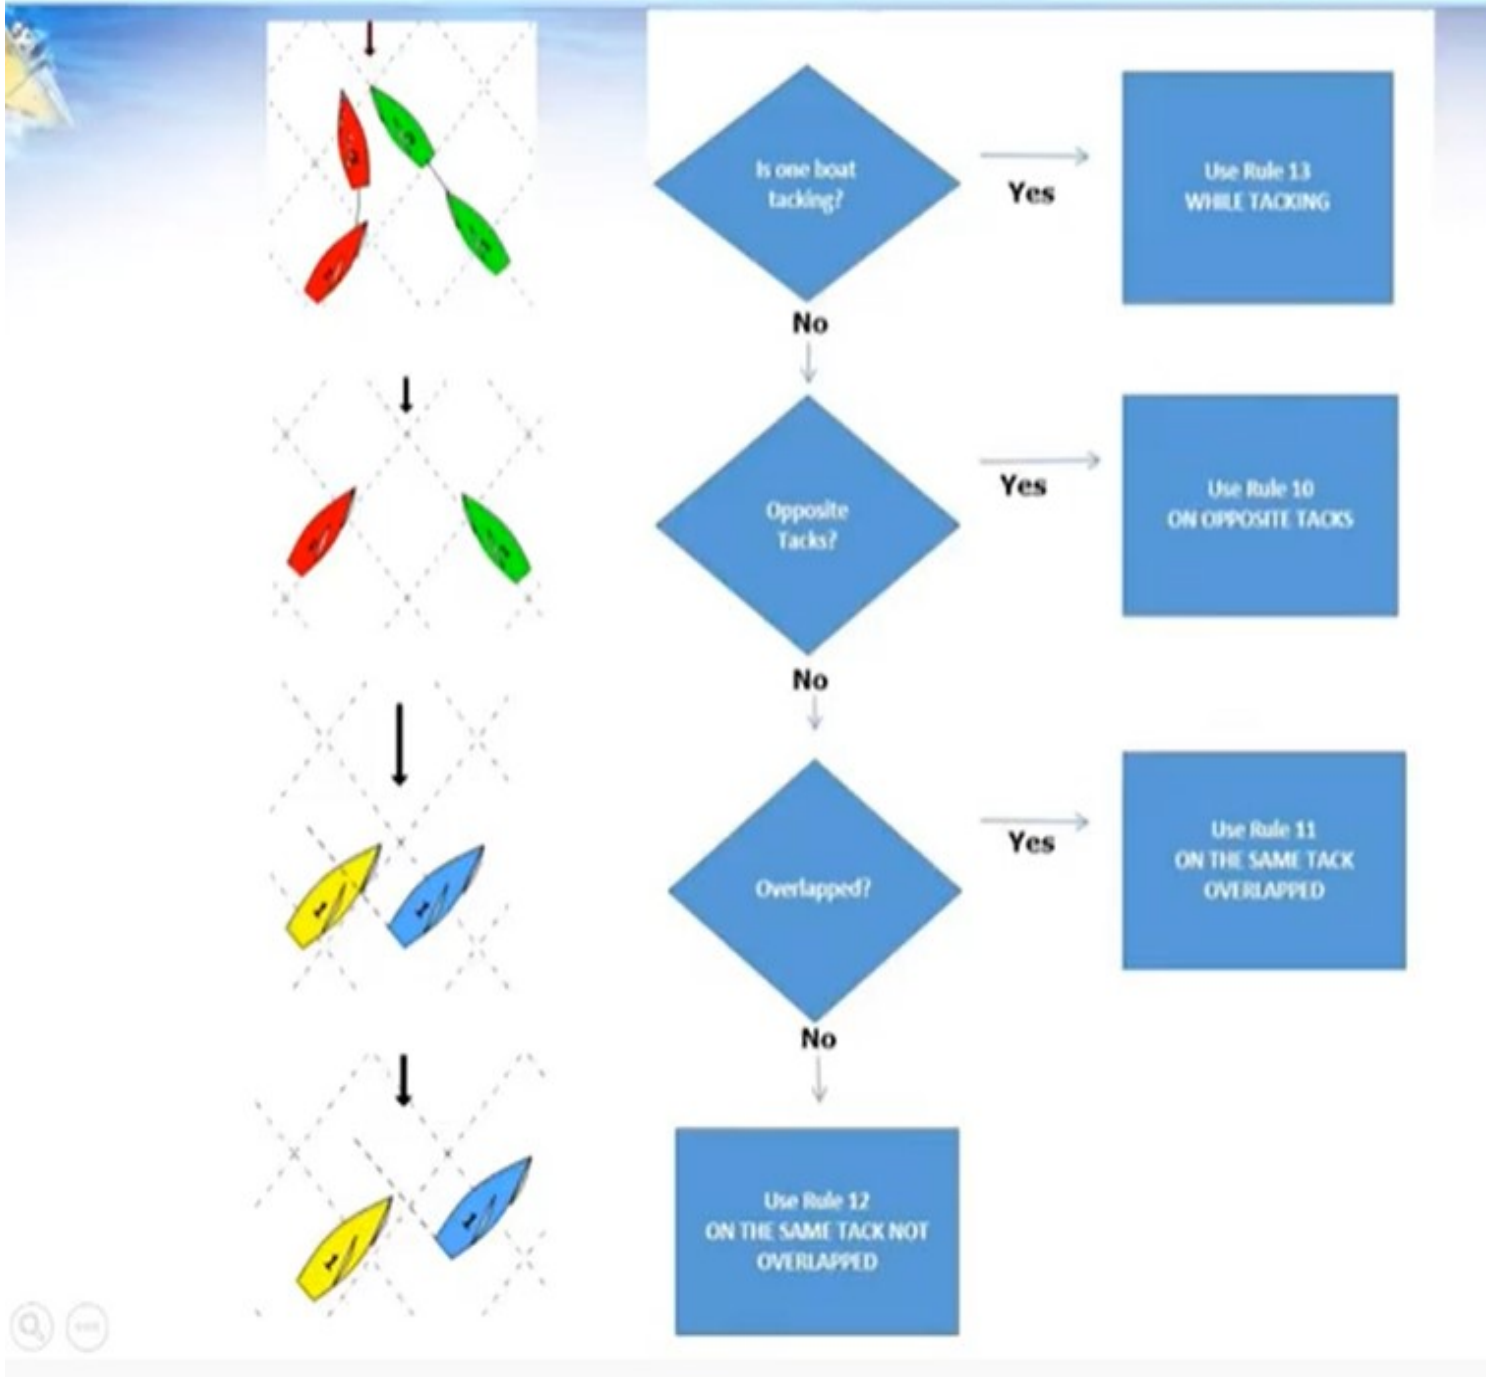 Is one boat
tacking?
Yes
Use Rule 13
WHILE TACKING
No
Opposite
Tacks?
Yes
Use Rule 10
ON OPPOSITE TACKS
No
Overlapped?
Yes
Use Rule 11
ON THE SAME TACK
OVERLAPPED
No
Use Rule 12
ON THE SAME TACK NOT
OVERLAPPED